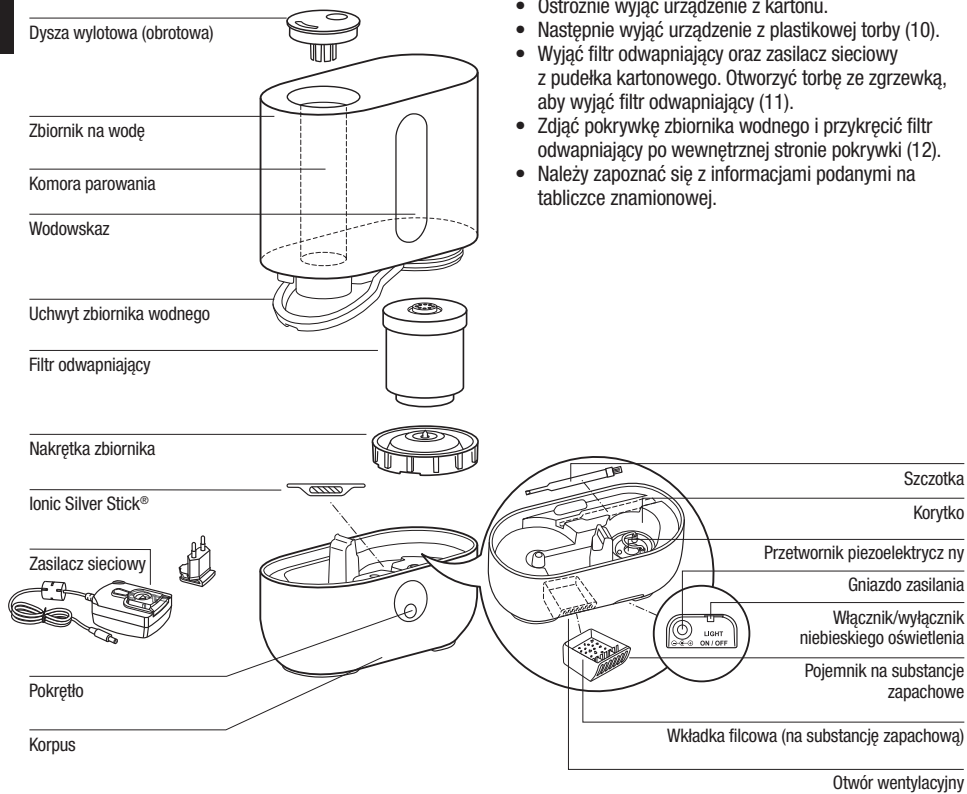 Dysza wylotowa (obrotowa)
Zbiornik na wodę
Komora parowania
Wodowskaz
Uchwyt zbiornika wodnego
Filtr odwapniający
Nakrętka zbiornika
Ionic Silver Stick®
Zasilacz sieciowy
Pokrętło
Korpus
• Ostrożnie wyjąć urządzenie z kartonu.
• Następnie wyjąć urządzenie z plastikowej torby (10).
• Wyjąć filtr odwapniający oraz zasilacz sieciowy
z pudełka kartonowego. Otworzyć torbę ze zgrzewką,
aby wyjąć filtr odwapniający (11).
• Zdjąć pokrywkę zbiornika wodnego i przykręcić filtr
odwapniający po wewnętrznej stronie pokrywki (12).
• Należy zapoznać się z informacjami podanymi na
tabliczce znamionowej.
Szczotka
Korytko
Przetwornik piezoelektrycz ny
Gniazdo zasilania
Włącznik/wyłącznik
niebieskiego oświetlenia
LIGHT
ON / OFF
Pojemnik na substancje
zapachowe
Wkładka filcowa (na substancję zapachową)
Otwór wentylacyjny